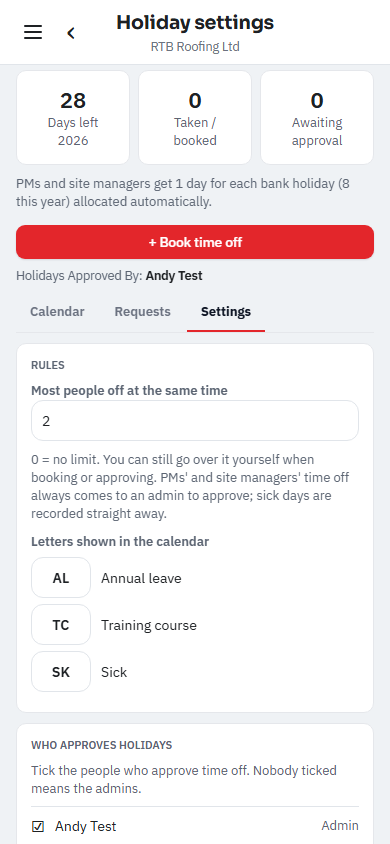 Holiday settings
RTB Roofing Ltd
28
Days left
2026
0
Taken /
booked
0
Awaiting
approval
PMs and site managers get 1 day for each bank holiday (8
this year) allocated automatically.
+ Book time off
Holidays Approved By: Andy Test
Calendar
Requests
Settings
RULES
Most people off at the same time
2
0 = no limit. You can still go over it yourself when
booking or approving. PMs' and site managers' time off
always comes to an admin to approve; sick days are
recorded straight away.
Letters shown in the calendar
AL Annual leave
TC Training course
SK Sick
WHO APPROVES HOLIDAYS
Tick the people who approve time off. Nobody ticked
means the admins.
Andy Test Admin